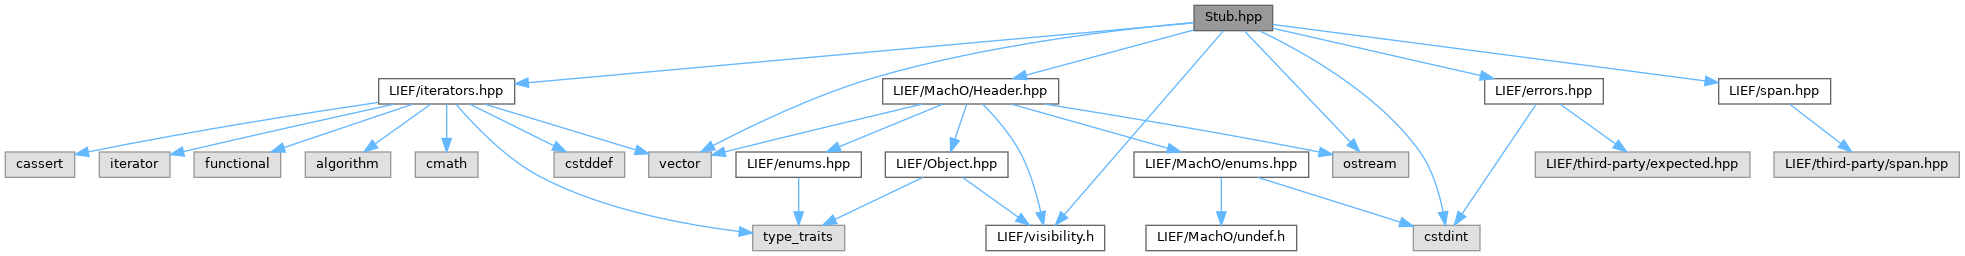 Stub.hpp
LIEF/iterators.hpp
LIEF/MachO/Header.hpp
LIEF/errors.hpp
LIEF/span.hpp
cassert
iterator
functional
algorithm
cmath
cstddef
vector
LIEF/enums.hpp
LIEF/Object.hpp
LIEF/MachO/enums.hpp
ostream
LIEF/third-party/expected.hpp
LIEF/third-party/span.hpp
type_traits
LIEF/visibility.h
LIEF/MachO/undef.h
cstdint